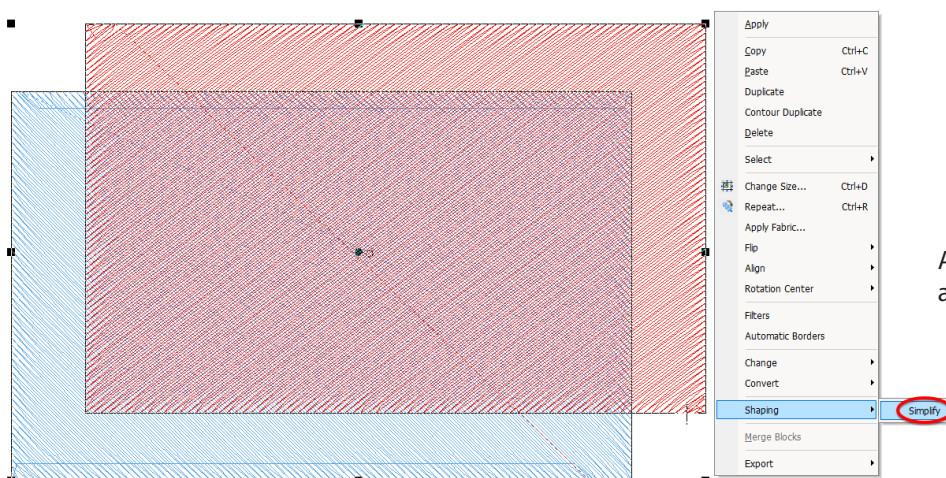 Apply
Copy Ctrl+C
Paste Ctrl+V
Duplicate
Contour Duplicate
Delete
Select
Change Size... Ctrl+D
Repeat... Ctrl+R
Apply Fabric...
Flip
Align
Rotation Center
Filters
Automatic Borders
Change
Convert
Shaping
Simplify
Merge Blocks
Export